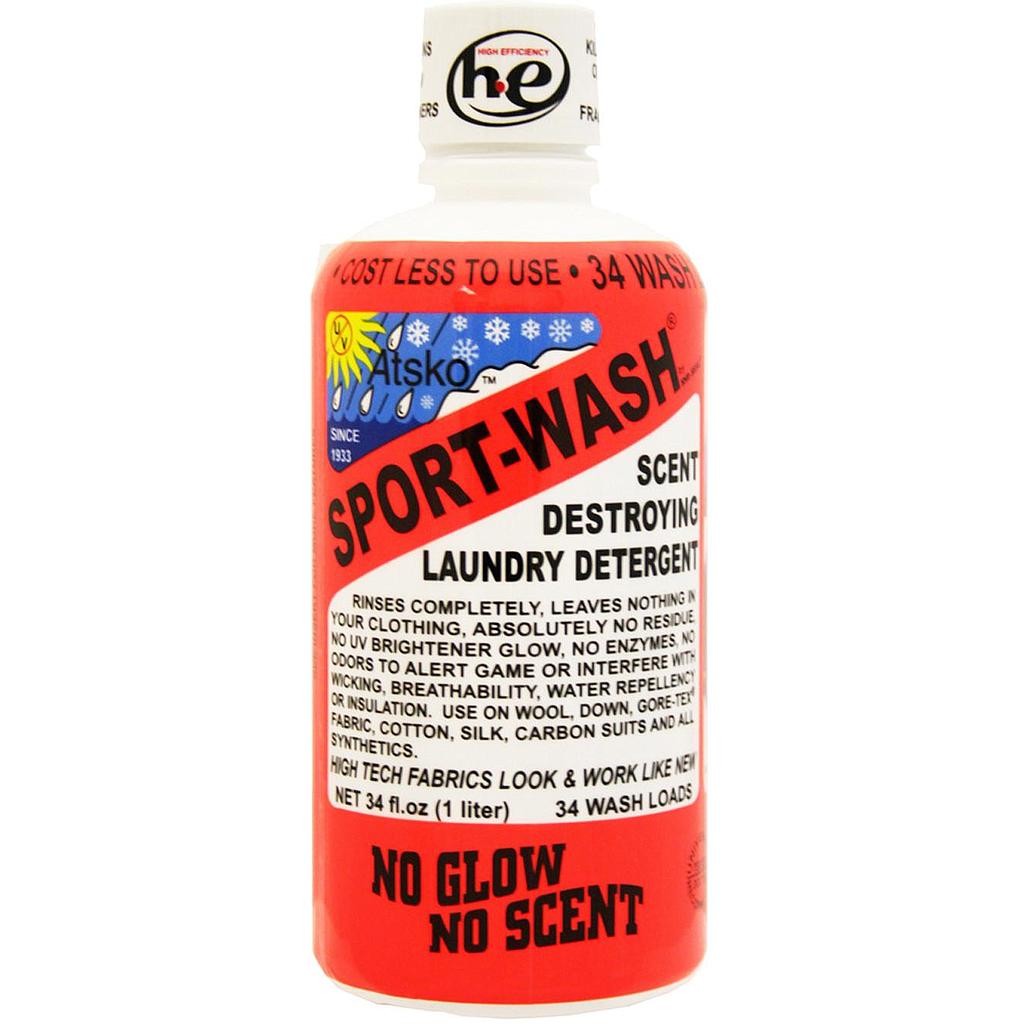 HIGH EFFICIENCY
he
• COST LESS TO USE • 34 WASH
UV
Atsko™
SINCE
1933
SPORT-WASH®
SCENT
DESTROYING
LAUNDRY DETERGENT
RINSES COMPLETELY, LEAVES NOTHING IN
YOUR CLOTHING, ABSOLUTELY NO RESIDUE,
NO UV BRIGHTENER GLOW, NO ENZYMES, NO
ODORS TO ALERT GAME OR INTERFERE WITH
WICKING, BREATHABILITY, WATER REPELLENCY
OR INSULATION. USE ON WOOL, DOWN, GORE-TEX®
FABRIC, COTTON, SILK, CARBON SUITS AND ALL
SYNTHETICS.
HIGH TECH FABRICS LOOK & WORK LIKE NEW
NET 34 fl.oz (1 liter) 34 WASH LOADS
NO GLOW
NO SCENT